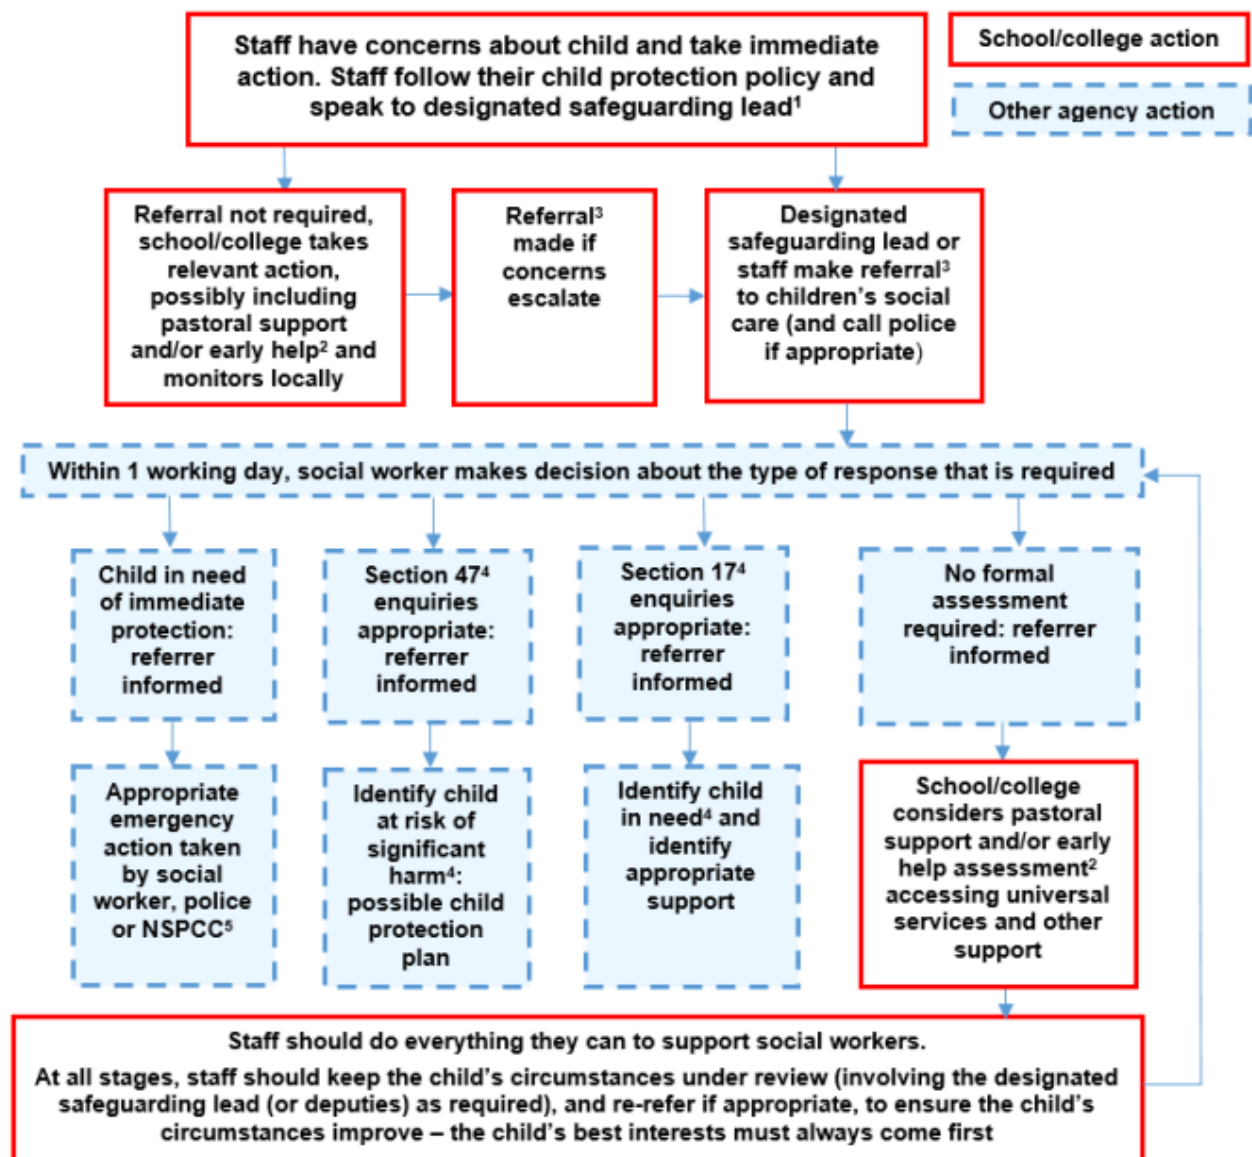 Staff have concerns about child and take immediate
action. Staff follow their child protection policy and
speak to designated safeguarding lead¹
School/college action
Other agency action
Referral not required,
school/college takes
relevant action,
possibly including
pastoral support
and/or early help² and
monitors locally
Referral³
made if
concerns
escalate
Designated
safeguarding lead or
staff make referral³
to children’s social
care (and call police
if appropriate)
Within 1 working day, social worker makes decision about the type of response that is required
Child in need
of immediate
protection:
referrer
informed
Section 47⁴
enquiries
appropriate:
referrer
informed
Section 17⁴
enquiries
appropriate:
referrer
informed
No formal
assessment
required: referrer
informed
Appropriate
emergency
action taken
by social
worker, police
or NSPCC⁵
Identify child
at risk of
significant
harm⁴:
possible child
protection
plan
Identify child
in need⁴ and
identify
appropriate
support
School/college
considers pastoral
support and/or early
help assessment²
accessing universal
services and other
support
Staff should do everything they can to support social workers.
At all stages, staff should keep the child’s circumstances under review (involving the designated
safeguarding lead (or deputies) as required), and re-refer if appropriate, to ensure the child’s
circumstances improve – the child’s best interests must always come first